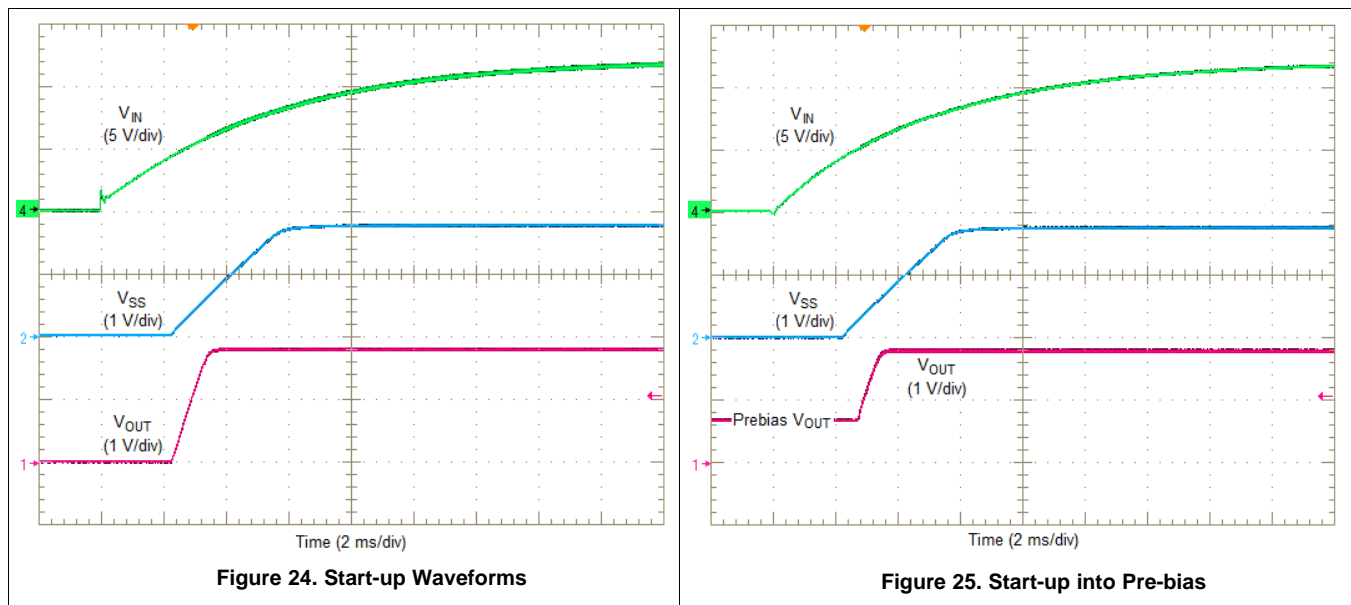 4
V_IN
(5 V/div)
V_SS
(1 V/div)
2
V_OUT
(1 V/div)
1
Time (2 ms/div)
Figure 24. Start-up Waveforms
4
V_IN
(5 V/div)
V_SS
(1 V/div)
2
V_OUT
(1 V/div)
Prebias V_OUT
1
Time (2 ms/div)
Figure 25. Start-up into Pre-bias